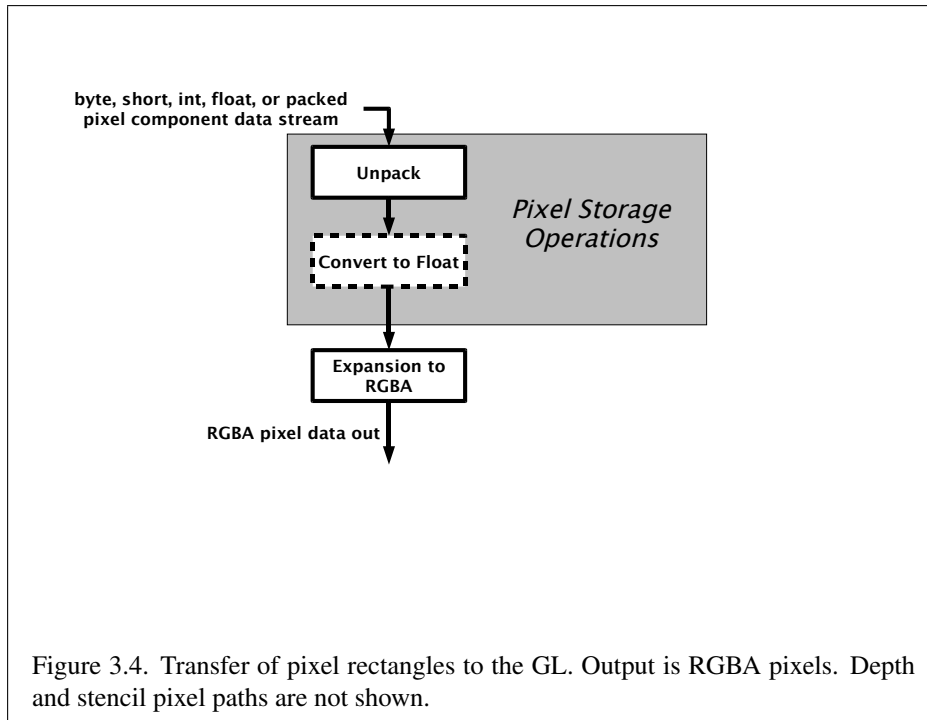 byte, short, int, float, or packed
pixel component data stream
Unpack
Pixel Storage
Operations
Convert to Float
Expansion to
RGBA
RGBA pixel data out
Figure 3.4. Transfer of pixel rectangles to the GL. Output is RGBA pixels. Depth
and stencil pixel paths are not shown.